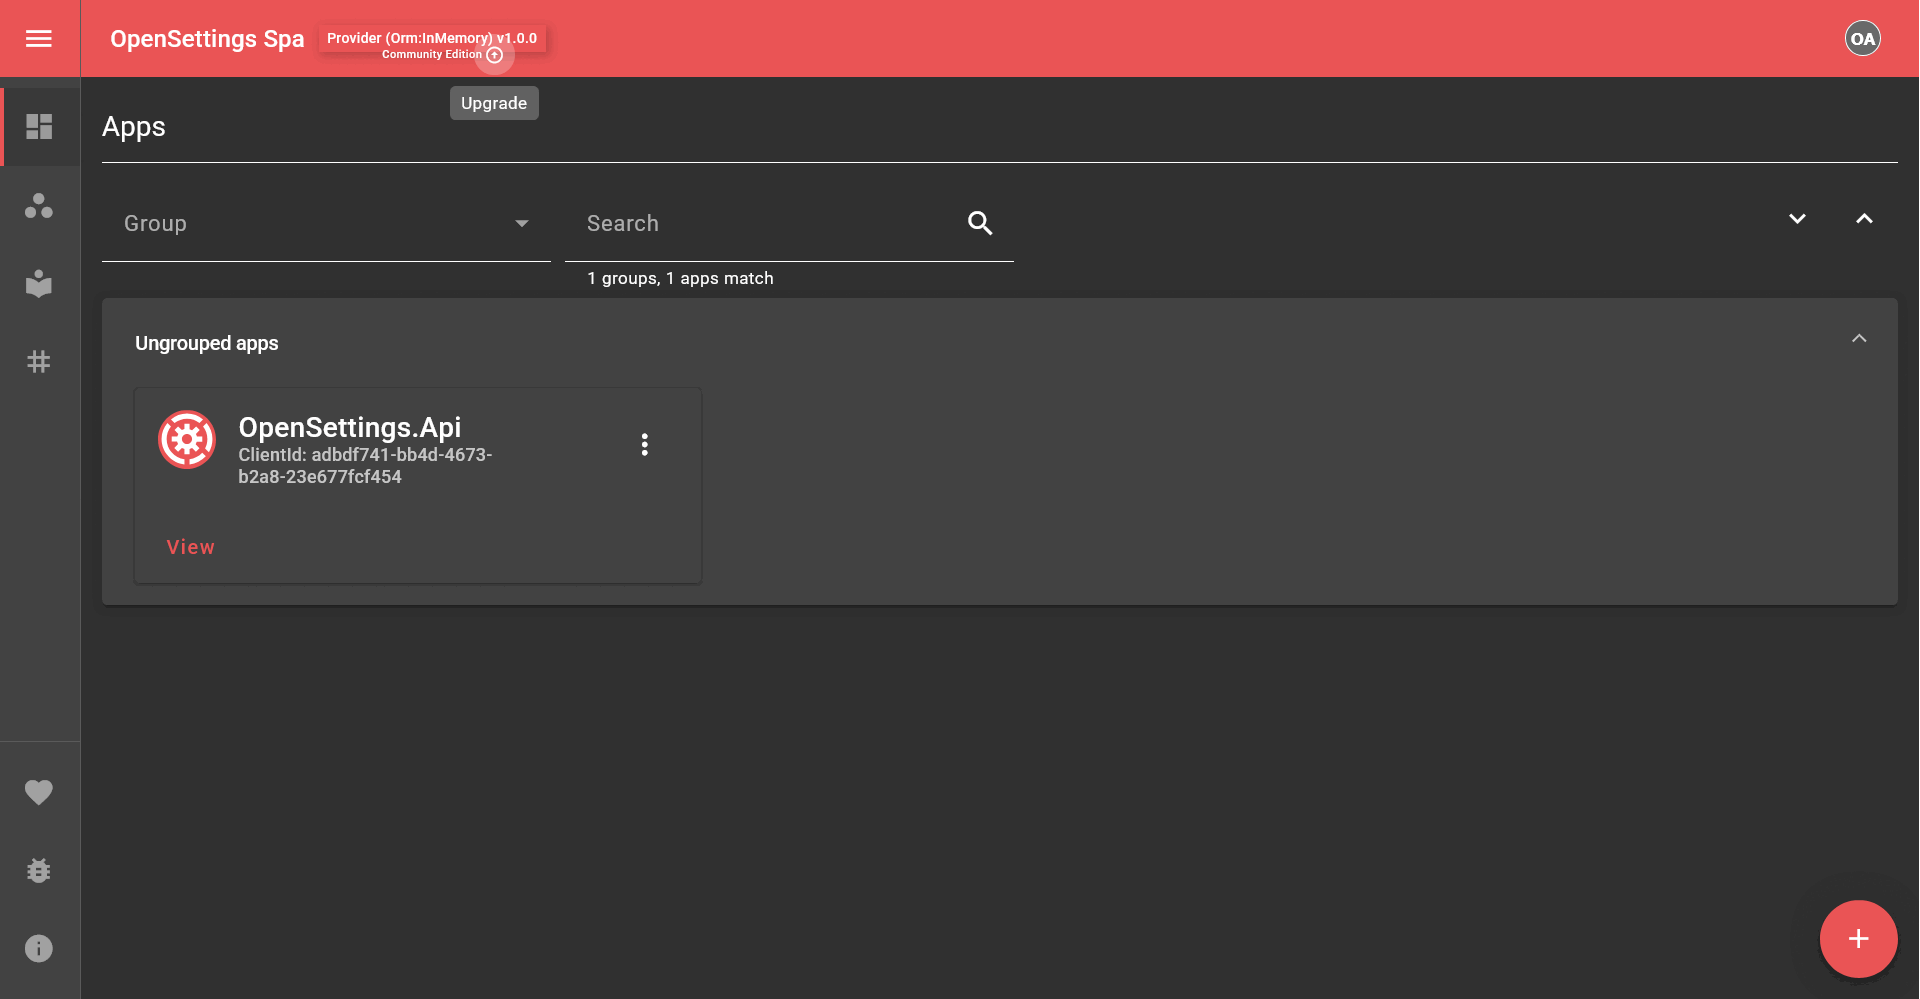 OpenSettings Spa
Provider (Orm:InMemory) v1.0.0
Community Edition
OA
Upgrade
Apps
Group
Search
1 groups, 1 apps match
Ungrouped apps
OpenSettings.Api
ClientId: adbdf741-bb4d-4673-
b2a8-23e677fcf454
View